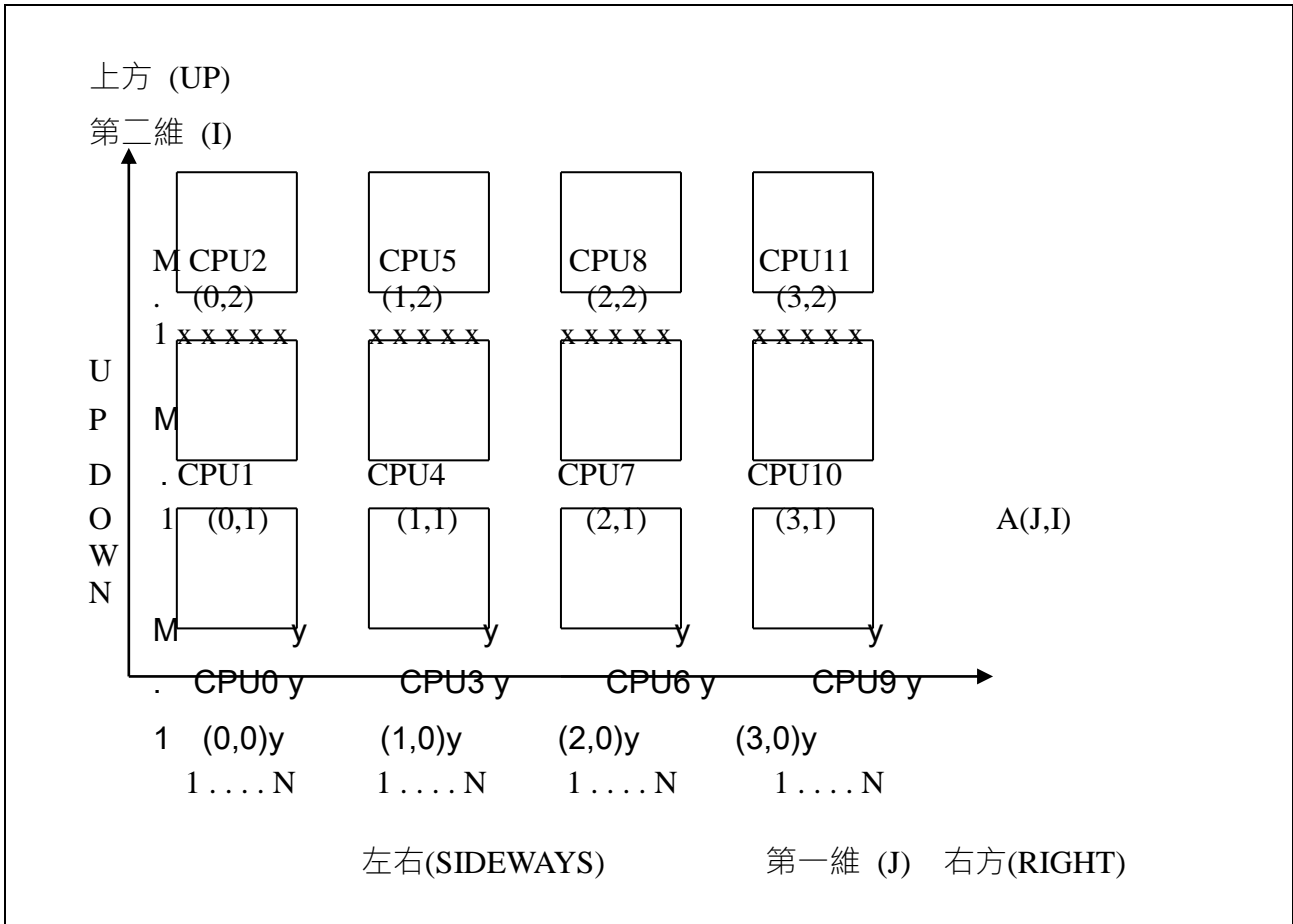 上方 (UP)
第二維 (I)
M CPU2 CPU5 CPU8 CPU11
. (0,2) (1,2) (2,2) (3,2)
1 x x x x x x x x x x x x x x x x x x x x
U
P M
D . CPU1 CPU4 CPU7 CPU10
O 1 (0,1) (1,1) (2,1) (3,1) A(J,I)
W
N
M y y y y
. CPU0 y CPU3 y CPU6 y CPU9 y
1 (0,0)y (1,0)y (2,0)y (3,0)y
1 . . . . N 1 . . . . N 1 . . . . N 1 . . . . N
左右(SIDEWAYS) 第一維 (J) 右方(RIGHT)